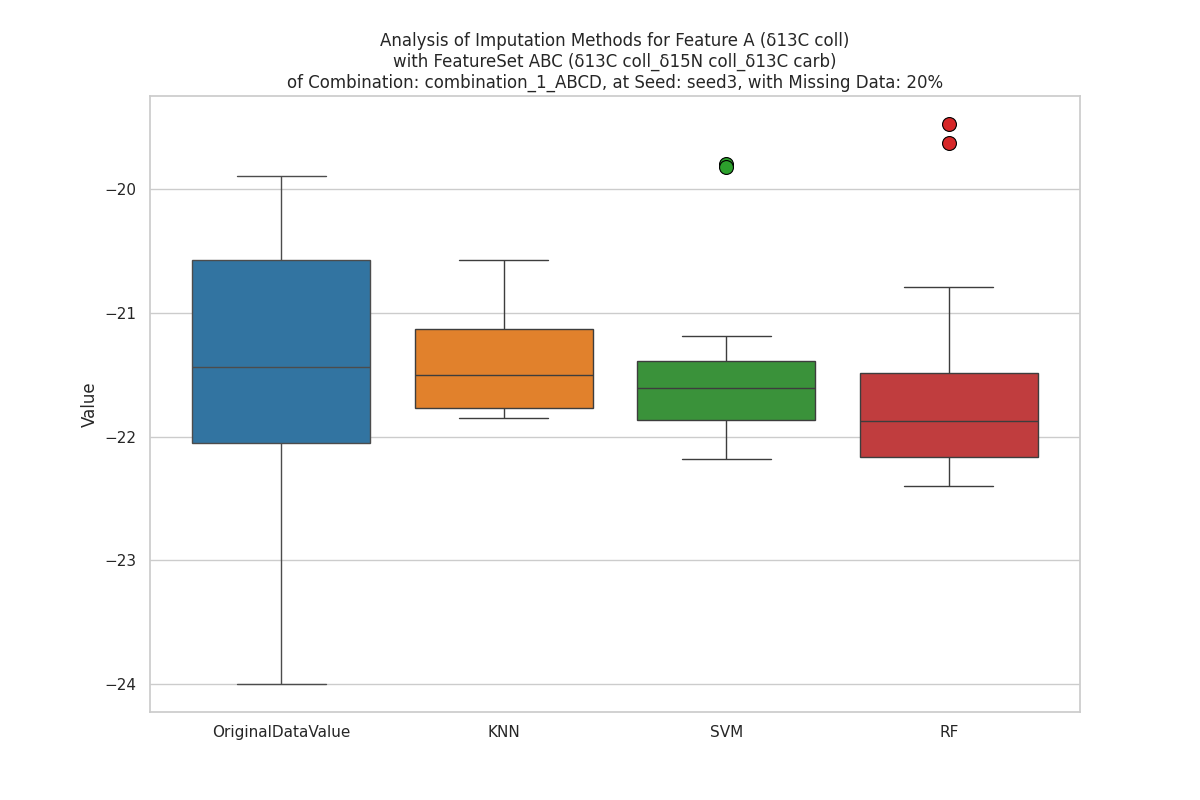 Analysis of Imputation Methods for Feature A (δ13C coll)
with FeatureSet ABC (δ13C coll_δ15N coll_δ13C carb)
of Combination: combination_1_ABCD, at Seed: seed3, with Missing Data: 20%
Value
−20
−21
−22
−23
−24
OriginalDataValue
KNN
SVM
RF